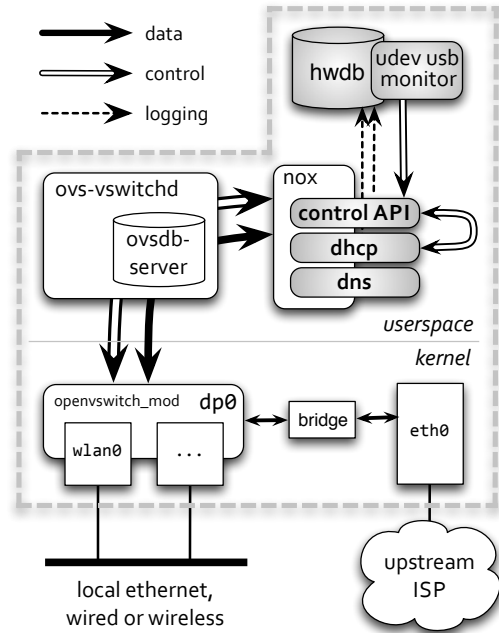 data
control
logging
hwdb
udev usb
monitor
ovs-vswitchd
ovsdb-
server
nox
control API
dhcp
dns
userspace
kernel
openvswitch_mod
dp0
wlan0
...
bridge
eth0
local ethernet,
wired or wireless
upstream
ISP